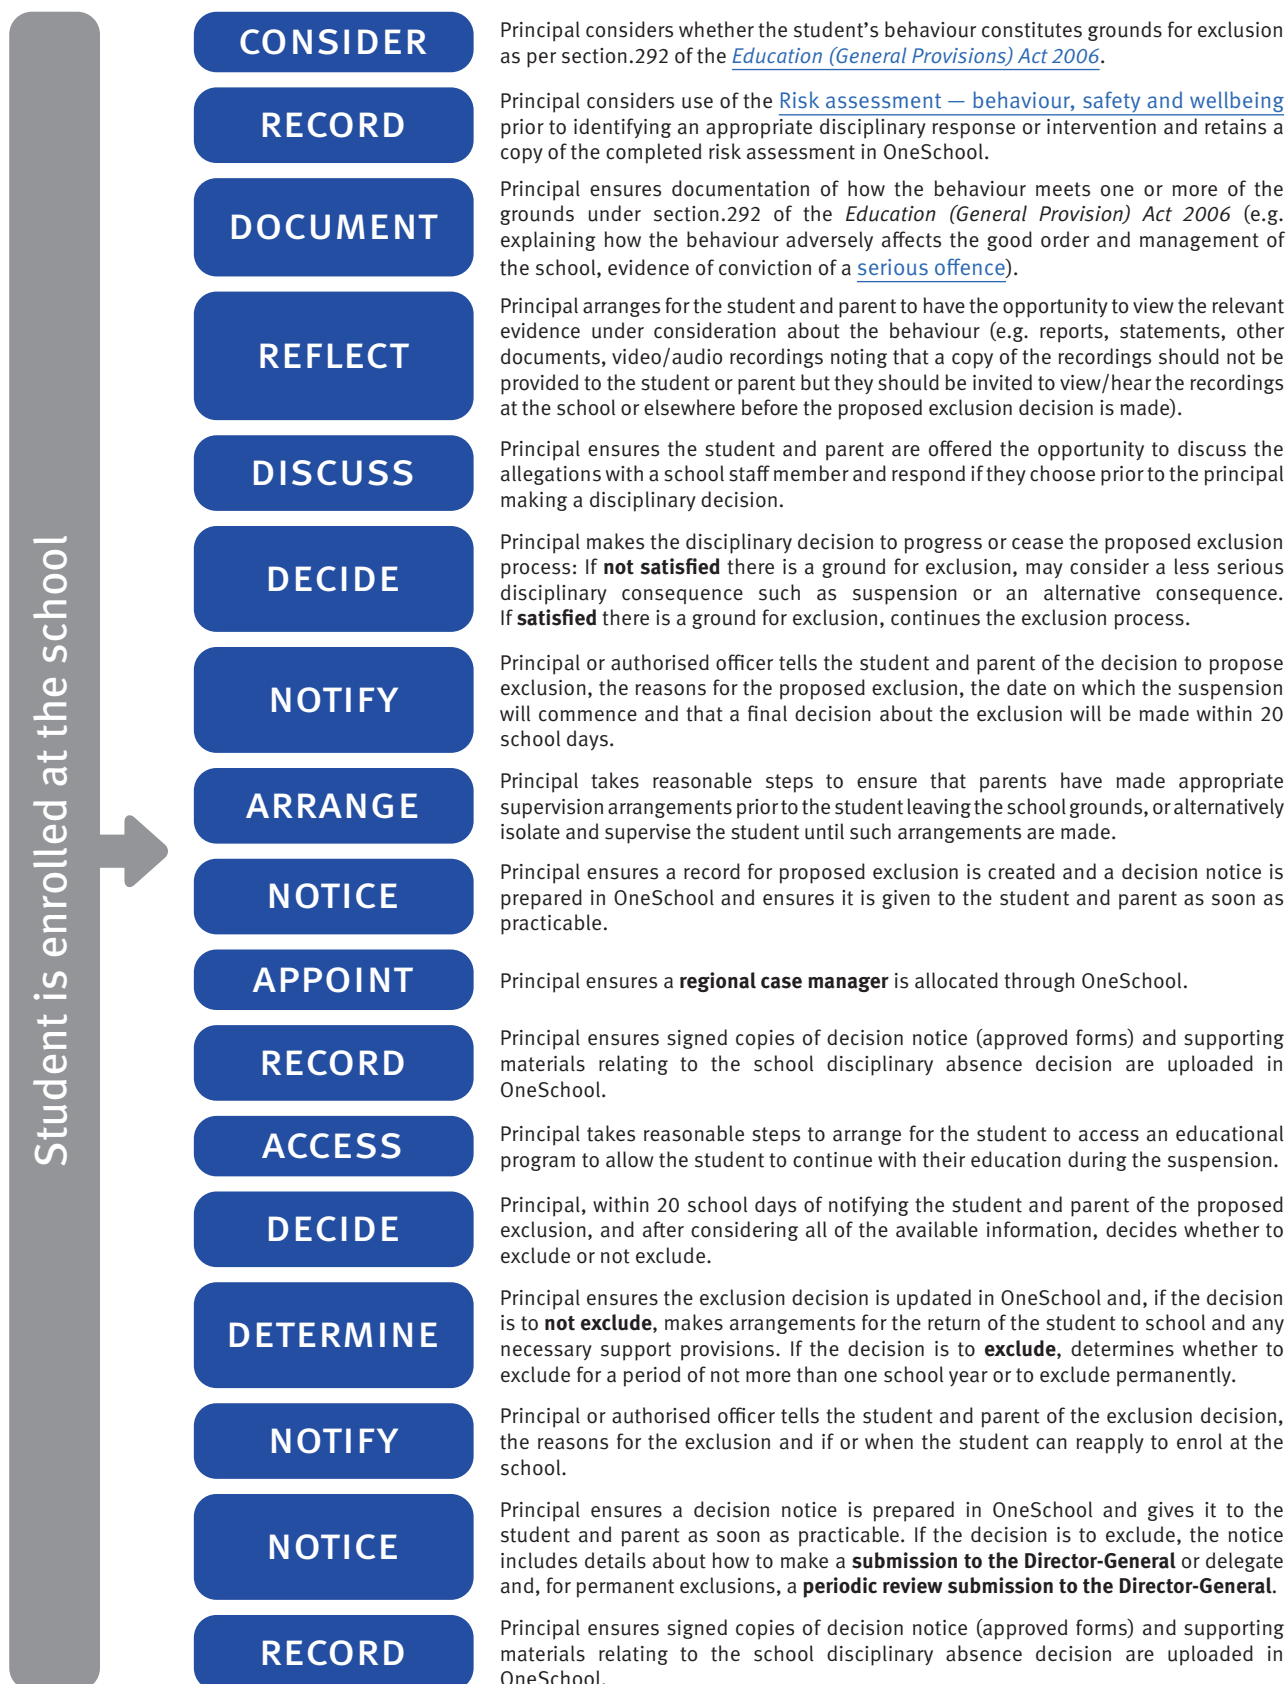 Student is enrolled at the school
CONSIDER
Principal considers whether the student's behaviour constitutes grounds for exclusion
as per section.292 of the Education (General Provisions) Act 2006.
RECORD
Principal considers use of the Risk assessment — behaviour, safety and wellbeing
prior to identifying an appropriate disciplinary response or intervention and retains a
copy of the completed risk assessment in OneSchool.
DOCUMENT
Principal ensures documentation of how the behaviour meets one or more of the
grounds under section.292 of the Education (General Provision) Act 2006 (e.g.
explaining how the behaviour adversely affects the good order and management of
the school, evidence of conviction of a serious offence).
REFLECT
Principal arranges for the student and parent to have the opportunity to view the relevant
evidence under consideration about the behaviour (e.g. reports, statements, other
documents, video/audio recordings noting that a copy of the recordings should not be
provided to the student or parent but they should be invited to view/hear the recordings
at the school or elsewhere before the proposed exclusion decision is made).
DISCUSS
Principal ensures the student and parent are offered the opportunity to discuss the
allegations with a school staff member and respond if they choose prior to the principal
making a disciplinary decision.
DECIDE
Principal makes the disciplinary decision to progress or cease the proposed exclusion
process: If not satisfied there is a ground for exclusion, may consider a less serious
disciplinary consequence such as suspension or an alternative consequence.
If satisfied there is a ground for exclusion, continues the exclusion process.
NOTIFY
Principal or authorised officer tells the student and parent of the decision to propose
exclusion, the reasons for the proposed exclusion, the date on which the suspension
will commence and that a final decision about the exclusion will be made within 20
school days.
ARRANGE
Principal takes reasonable steps to ensure that parents have made appropriate
supervision arrangements prior to the student leaving the school grounds, or alternatively
isolate and supervise the student until such arrangements are made.
NOTICE
Principal ensures a record for proposed exclusion is created and a decision notice is
prepared in OneSchool and ensures it is given to the student and parent as soon as
practicable.
APPOINT
Principal ensures a regional case manager is allocated through OneSchool.
RECORD
Principal ensures signed copies of decision notice (approved forms) and supporting
materials relating to the school disciplinary absence decision are uploaded in
OneSchool.
ACCESS
Principal takes reasonable steps to arrange for the student to access an educational
program to allow the student to continue with their education during the suspension.
DECIDE
Principal, within 20 school days of notifying the student and parent of the proposed
exclusion, and after considering all of the available information, decides whether to
exclude or not exclude.
DETERMINE
Principal ensures the exclusion decision is updated in OneSchool and, if the decision
is to not exclude, makes arrangements for the return of the student to school and any
necessary support provisions. If the decision is to exclude, determines whether to
exclude for a period of not more than one school year or to exclude permanently.
NOTIFY
Principal or authorised officer tells the student and parent of the exclusion decision,
the reasons for the exclusion and if or when the student can reapply to enrol at the
school.
NOTICE
Principal ensures a decision notice is prepared in OneSchool and gives it to the
student and parent as soon as practicable. If the decision is to exclude, the notice
includes details about how to make a submission to the Director-General or delegate
and, for permanent exclusions, a periodic review submission to the Director-General.
RECORD
Principal ensures signed copies of decision notice (approved forms) and supporting
materials relating to the school disciplinary absence decision are uploaded in
OneSchool.